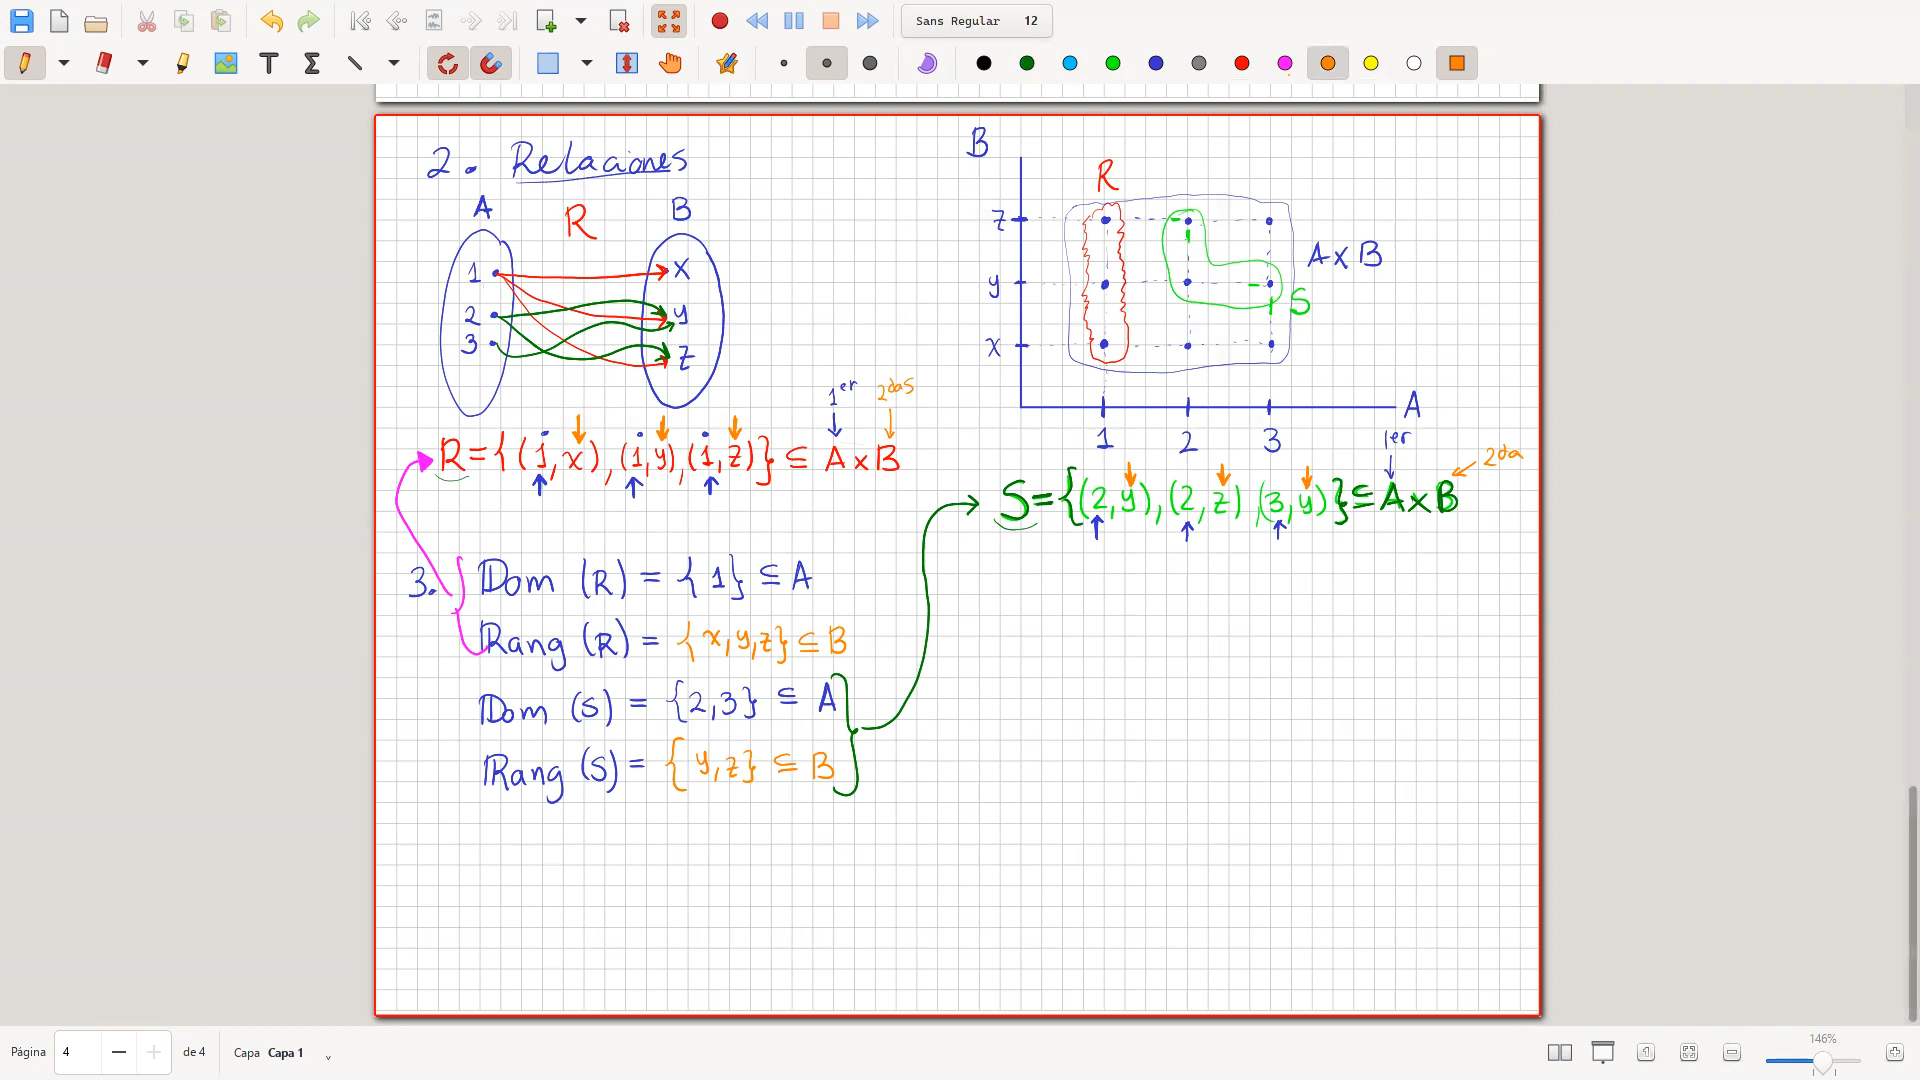 Sans Regular 12
2. Relaciones
A R B
1 x
2 y
3 z
B
R
z
y
x
A x B
S
A
1 2 3
1er 2das
R = { (1, x), (1, y), (1, z) } ⊆ A x B
1er 2da
S = { (2, y), (2, z), (3, y) } ⊆ A x B
3. Dom (R) = { 1 } ⊆ A
Rang (R) = { x, y, z } ⊆ B
Dom (S) = { 2, 3 } ⊆ A
Rang (S) = { y, z } ⊆ B
Página 4 de 4 Capa Capa 1
146%